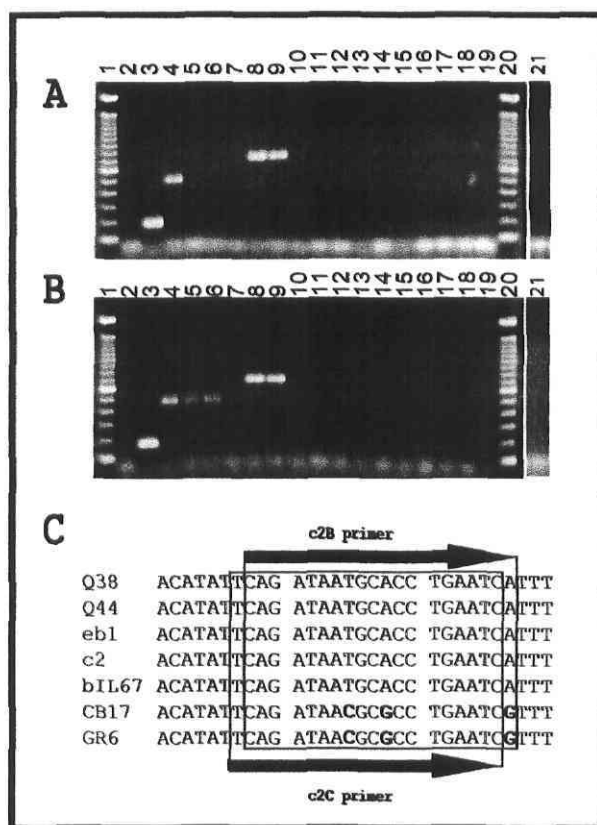 1 2 3 4 5 6 7 8 9 10 11 12 13 14 15 16 17 18 19 20 21
A
1 2 3 4 5 6 7 8 9 10 11 12 13 14 15 16 17 18 19 20 21
B
C
c2B primer
Q38 ACATATTCAG ATAATGCACC TGAATCATTT
Q44 ACATATTCAG ATAATGCACC TGAATCATTT
eb1 ACATATTCAG ATAATGCACC TGAATCATTT
c2 ACATATTCAG ATAATGCACC TGAATCATTT
bIL67 ACATATTCAG ATAATGCACC TGAATCATTT
CB17 ACATATTCAG ATAACGCGCC TGAATCGTTT
GR6 ACATATTCAG ATAACGCGCC TGAATCGTTT
c2C primer